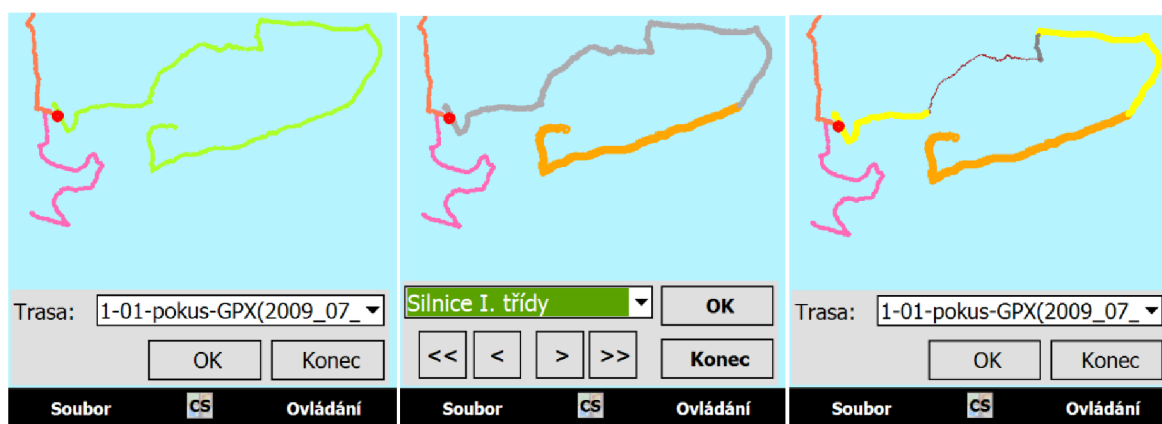 Trasa: 1-01-pokus-GPX(2009_07_
OK Konec
Soubor CS Ovládání
Silnice I. třídy OK
<< < > >> Konec
Soubor CS Ovládání
Trasa: 1-01-pokus-GPX(2009_07_
OK Konec
Soubor CS Ovládání